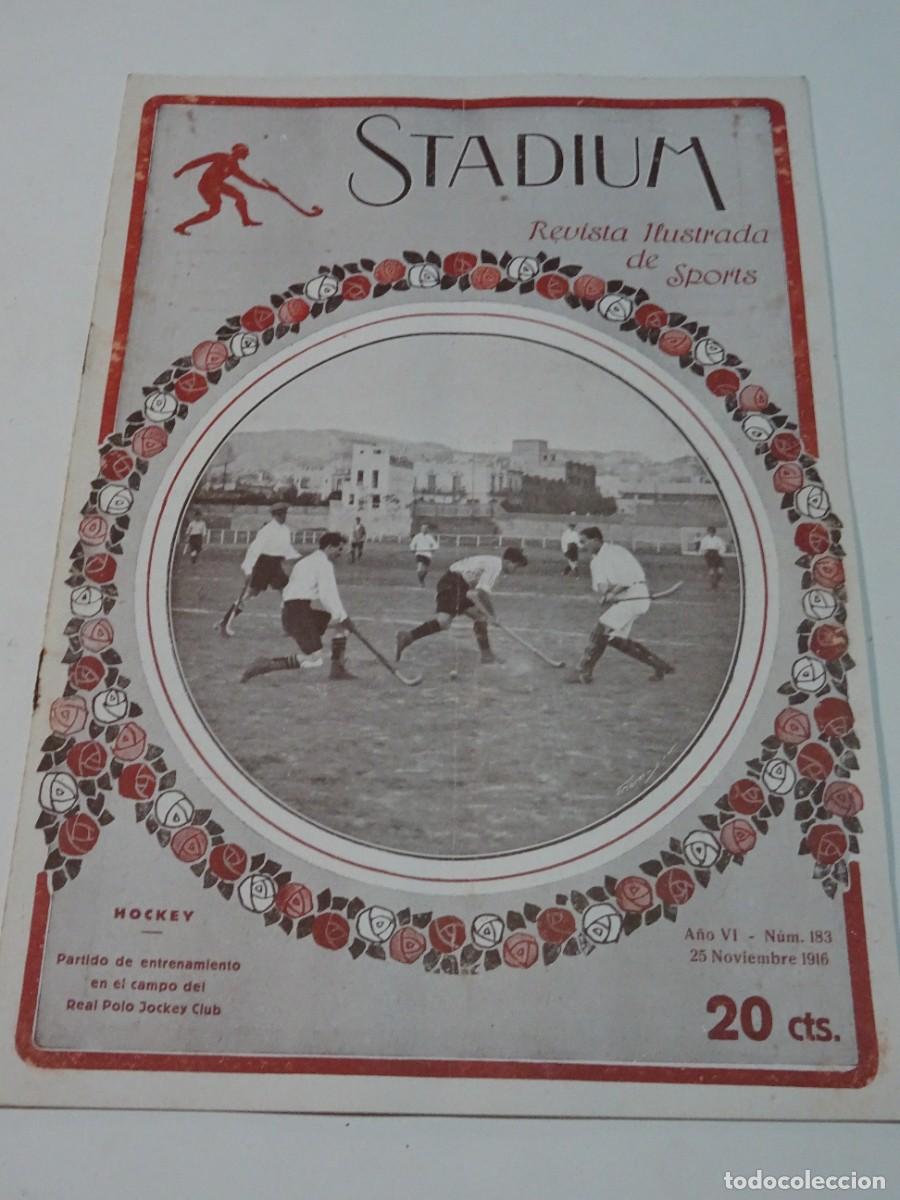 STADIUM
Revista Ilustrada
de Sports
HOCKEY
Partido de entrenamiento
en el campo del
Real Polo Jockey Club
Año VI - Núm. 183
25 Noviembre 1916
20 cts.
todocoleccion